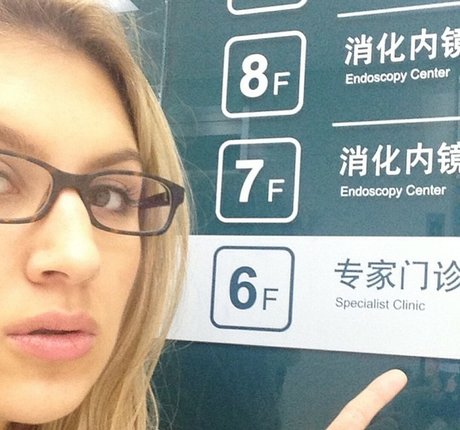 8F 消化内镜
Endoscopy Center
7F 消化内镜
Endoscopy Center
6F 专家门诊
Specialist Clinic